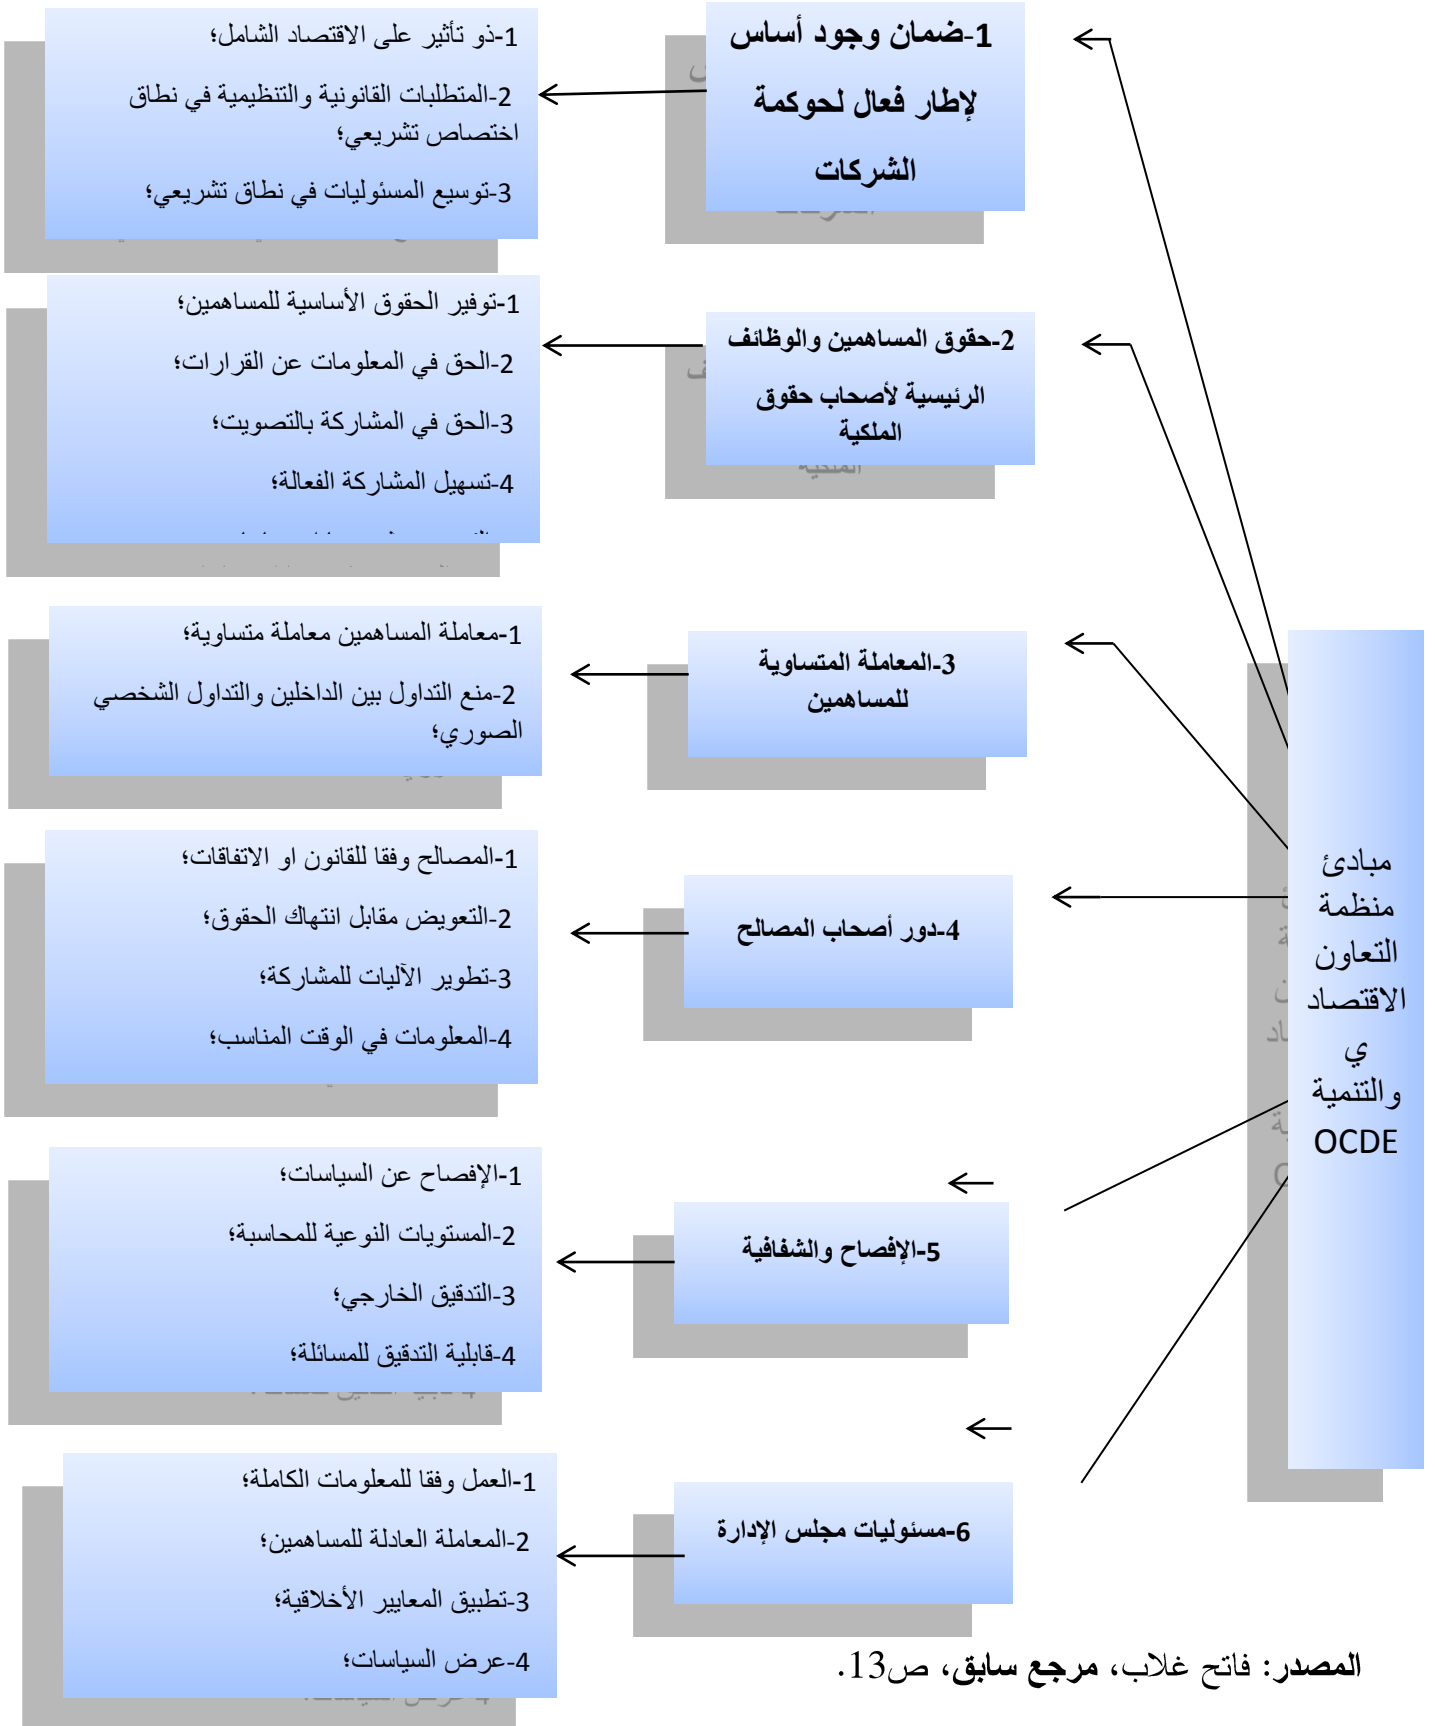 مبادئ
منظمة
التعاون
الاقتصاد
ي
والتنمية
OCDE
1-ضمان وجود أساس
لإطار فعال لحوكمة
الشركات
1-ذو تأثير على الاقتصاد الشامل؛
2-المتطلبات القانونية والتنظيمية في نطاق
اختصاص تشريعي؛
3-توسيع المسئوليات في نطاق تشريعي؛
2-حقوق المساهمين والوظائف
الرئيسية لأصحاب حقوق
الملكية
1-توفير الحقوق الأساسية للمساهمين؛
2-الحق في المعلومات عن القرارات؛
3-الحق في المشاركة بالتصويت؛
4-تسهيل المشاركة الفعالة؛
3-المعاملة المتساوية
للمساهمين
1-معاملة المساهمين معاملة متساوية؛
2-منع التداول بين الداخلين والتداول الشخصي
الصوري؛
4-دور أصحاب المصالح
1-المصالح وفقا للقانون او الاتفاقات؛
2-التعويض مقابل انتهاك الحقوق؛
3-تطوير الآليات للمشاركة؛
4-المعلومات في الوقت المناسب؛
5-الإفصاح والشفافية
1-الإفصاح عن السياسات؛
2-المستويات النوعية للمحاسبة؛
3-التدقيق الخارجي؛
4-قابلية التدقيق للمسائلة؛
6-مسئوليات مجلس الإدارة
1-العمل وفقا للمعلومات الكاملة؛
2-المعاملة العادلة للمساهمين؛
3-تطبيق المعايير الأخلاقية؛
4-عرض السياسات؛
المصدر: فاتح غلاب، مرجع سابق، ص13.